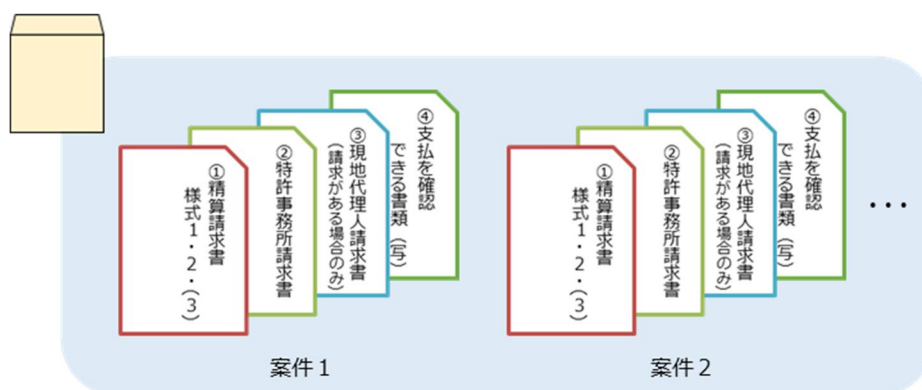 ①精算請求書
様式1・2・(3)
②特許事務所請求書
③現地代理人請求書
(請求がある場合のみ)
④支払を確認
できる書類(写)
案件1
①精算請求書
様式1・2・(3)
②特許事務所請求書
③現地代理人請求書
(請求がある場合のみ)
④支払を確認
できる書類(写)
案件2
…